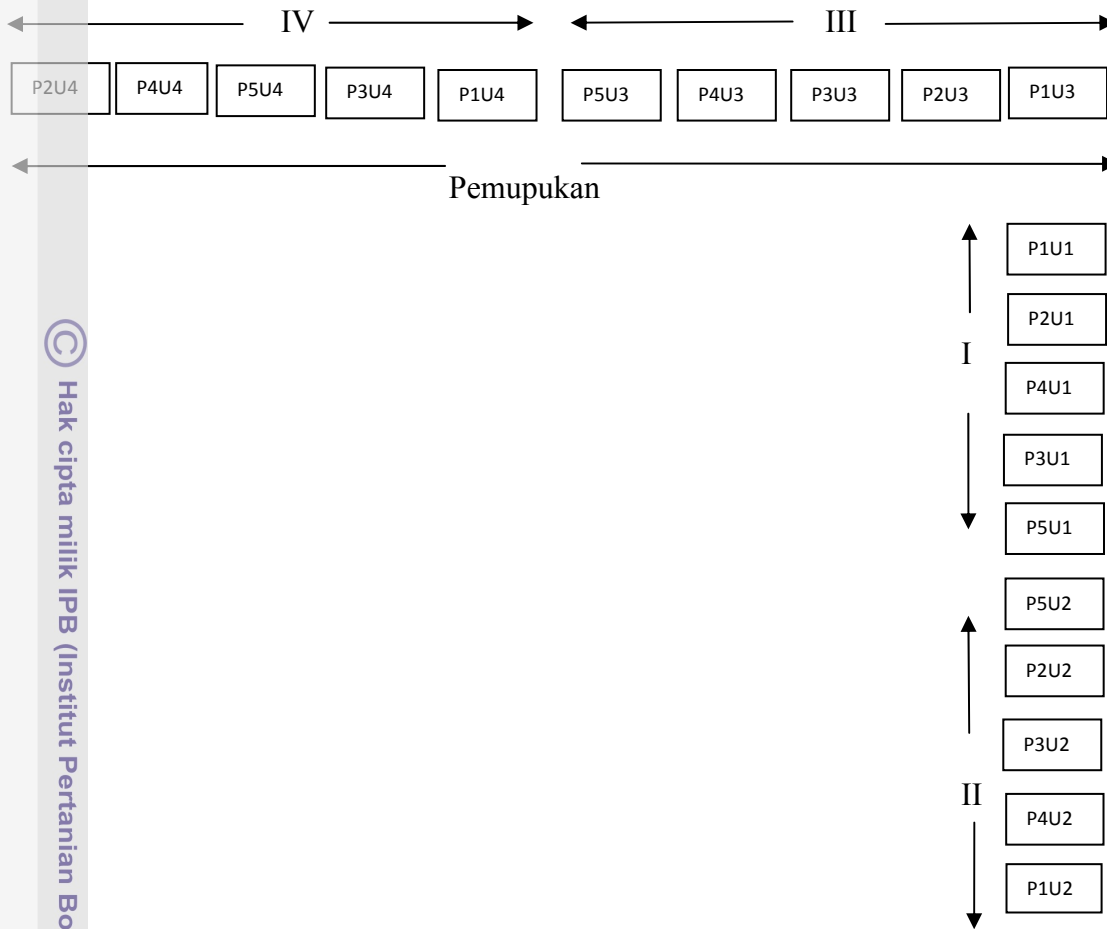 IV III
P2U4 P4U4 P5U4 P3U4 P1U4 P5U3 P4U3 P3U3 P2U3 P1U3
Pemupukan
P1U1
P2U1
I
P4U1
P3U1
P5U1
P5U2
P2U2
P3U2
II
P4U2
P1U2
© Hak cipta milik IPB (Institut Pertanian Bo